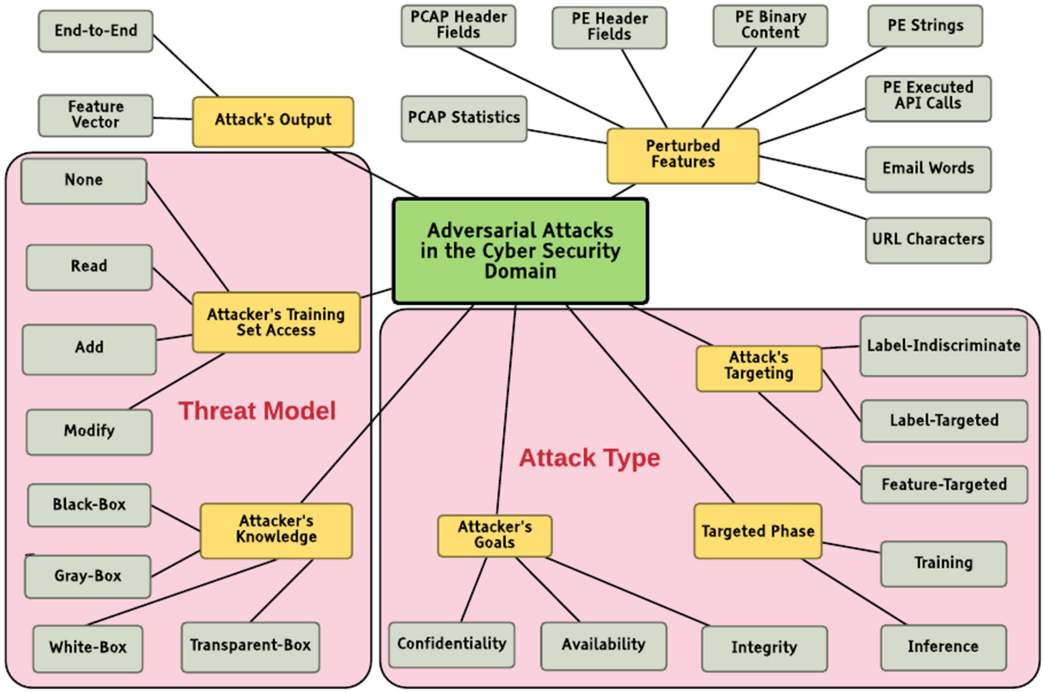 End-to-End
Feature
Vector
Attack's Output
PCAP Header
Fields
PE Header
Fields
PE Binary
Content
PE Strings
PCAP Statistics
PE Executed
API Calls
Perturbed
Features
Email Words
URL Characters
Adversarial Attacks
in the Cyber Security
Domain
None
Read
Attacker's Training
Set Access
Add
Modify
Threat Model
Black-Box
Attacker's
Knowledge
Gray-Box
White-Box
Transparent-Box
Attack's
Targeting
Label-Indiscriminate
Label-Targeted
Feature-Targeted
Attack Type
Attacker's
Goals
Targeted Phase
Training
Confidentiality
Availability
Integrity
Inference